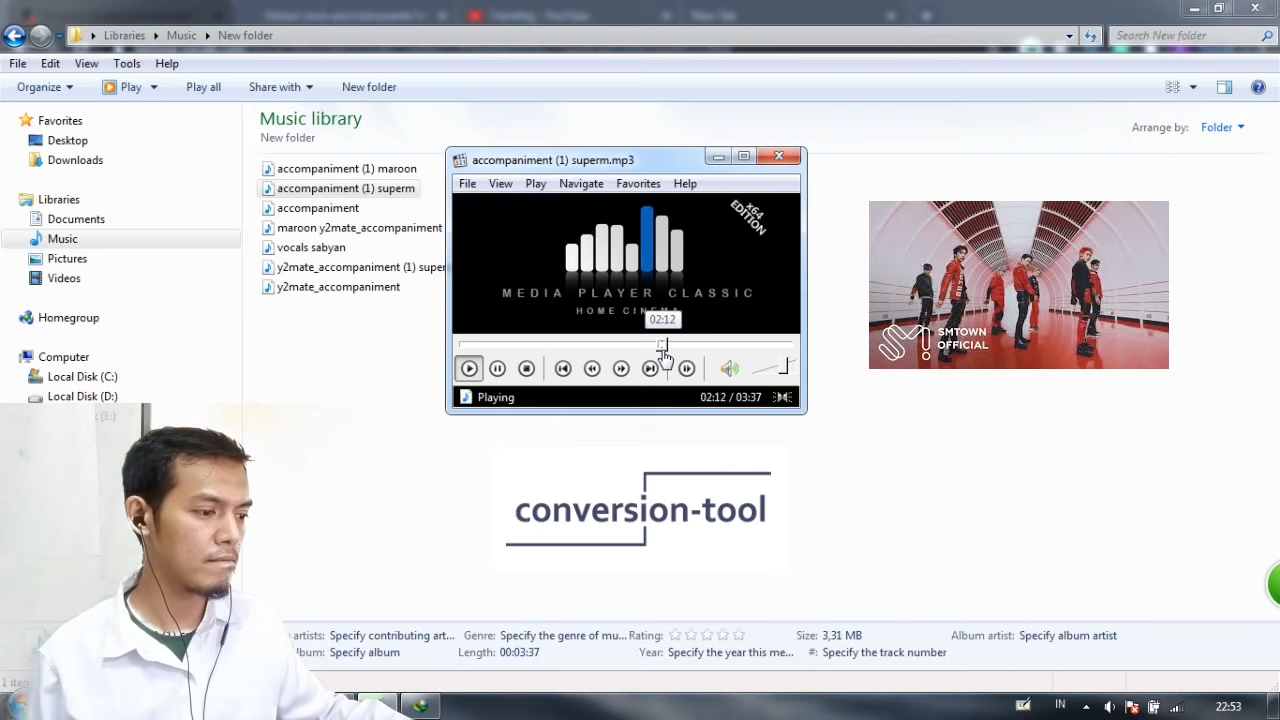 Libraries Music New folder
Search New folder
File Edit View Tools Help
Organize Play Play all Share with New folder
Music library
New folder
Arrange by: Folder
Favorites
Desktop
Downloads
Libraries
Documents
Music
Pictures
Videos
Homegroup
Computer
Local Disk (C:)
Local Disk (D:)
(E:)
accompaniment (1) maroon
accompaniment (1) superm
accompaniment
maroon y2mate_accompaniment
vocals sabyan
y2mate_accompaniment (1) super
y2mate_accompaniment
accompaniment (1) superm.mp3
File View Play Navigate Favorites Help
x64
EDITION
MEDIA PLAYER CLASSIC
HOME CINEMA
02:12
Playing
02:12 / 03:37
SMTOWN
OFFICIAL
conversion-tool
artists: Specify contributing art... Genre: Specify the genre of mu... Rating: Size: 3,31 MB Album artist: Specify album artist
lbum: Specify album Length: 00:03:37 Year: Specify the year this me... #: Specify the track number
1 item
IN
22:53